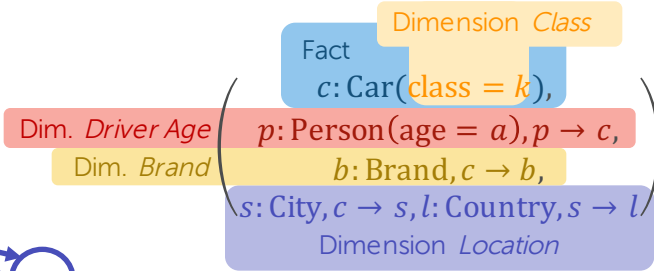 Dimension Class
Fact
c: Car(class = k),
Dim. Driver Age p: Person(age = a), p → c,
Dim. Brand b: Brand, c → b,
s: City, c → s, l: Country, s → l
Dimension Location